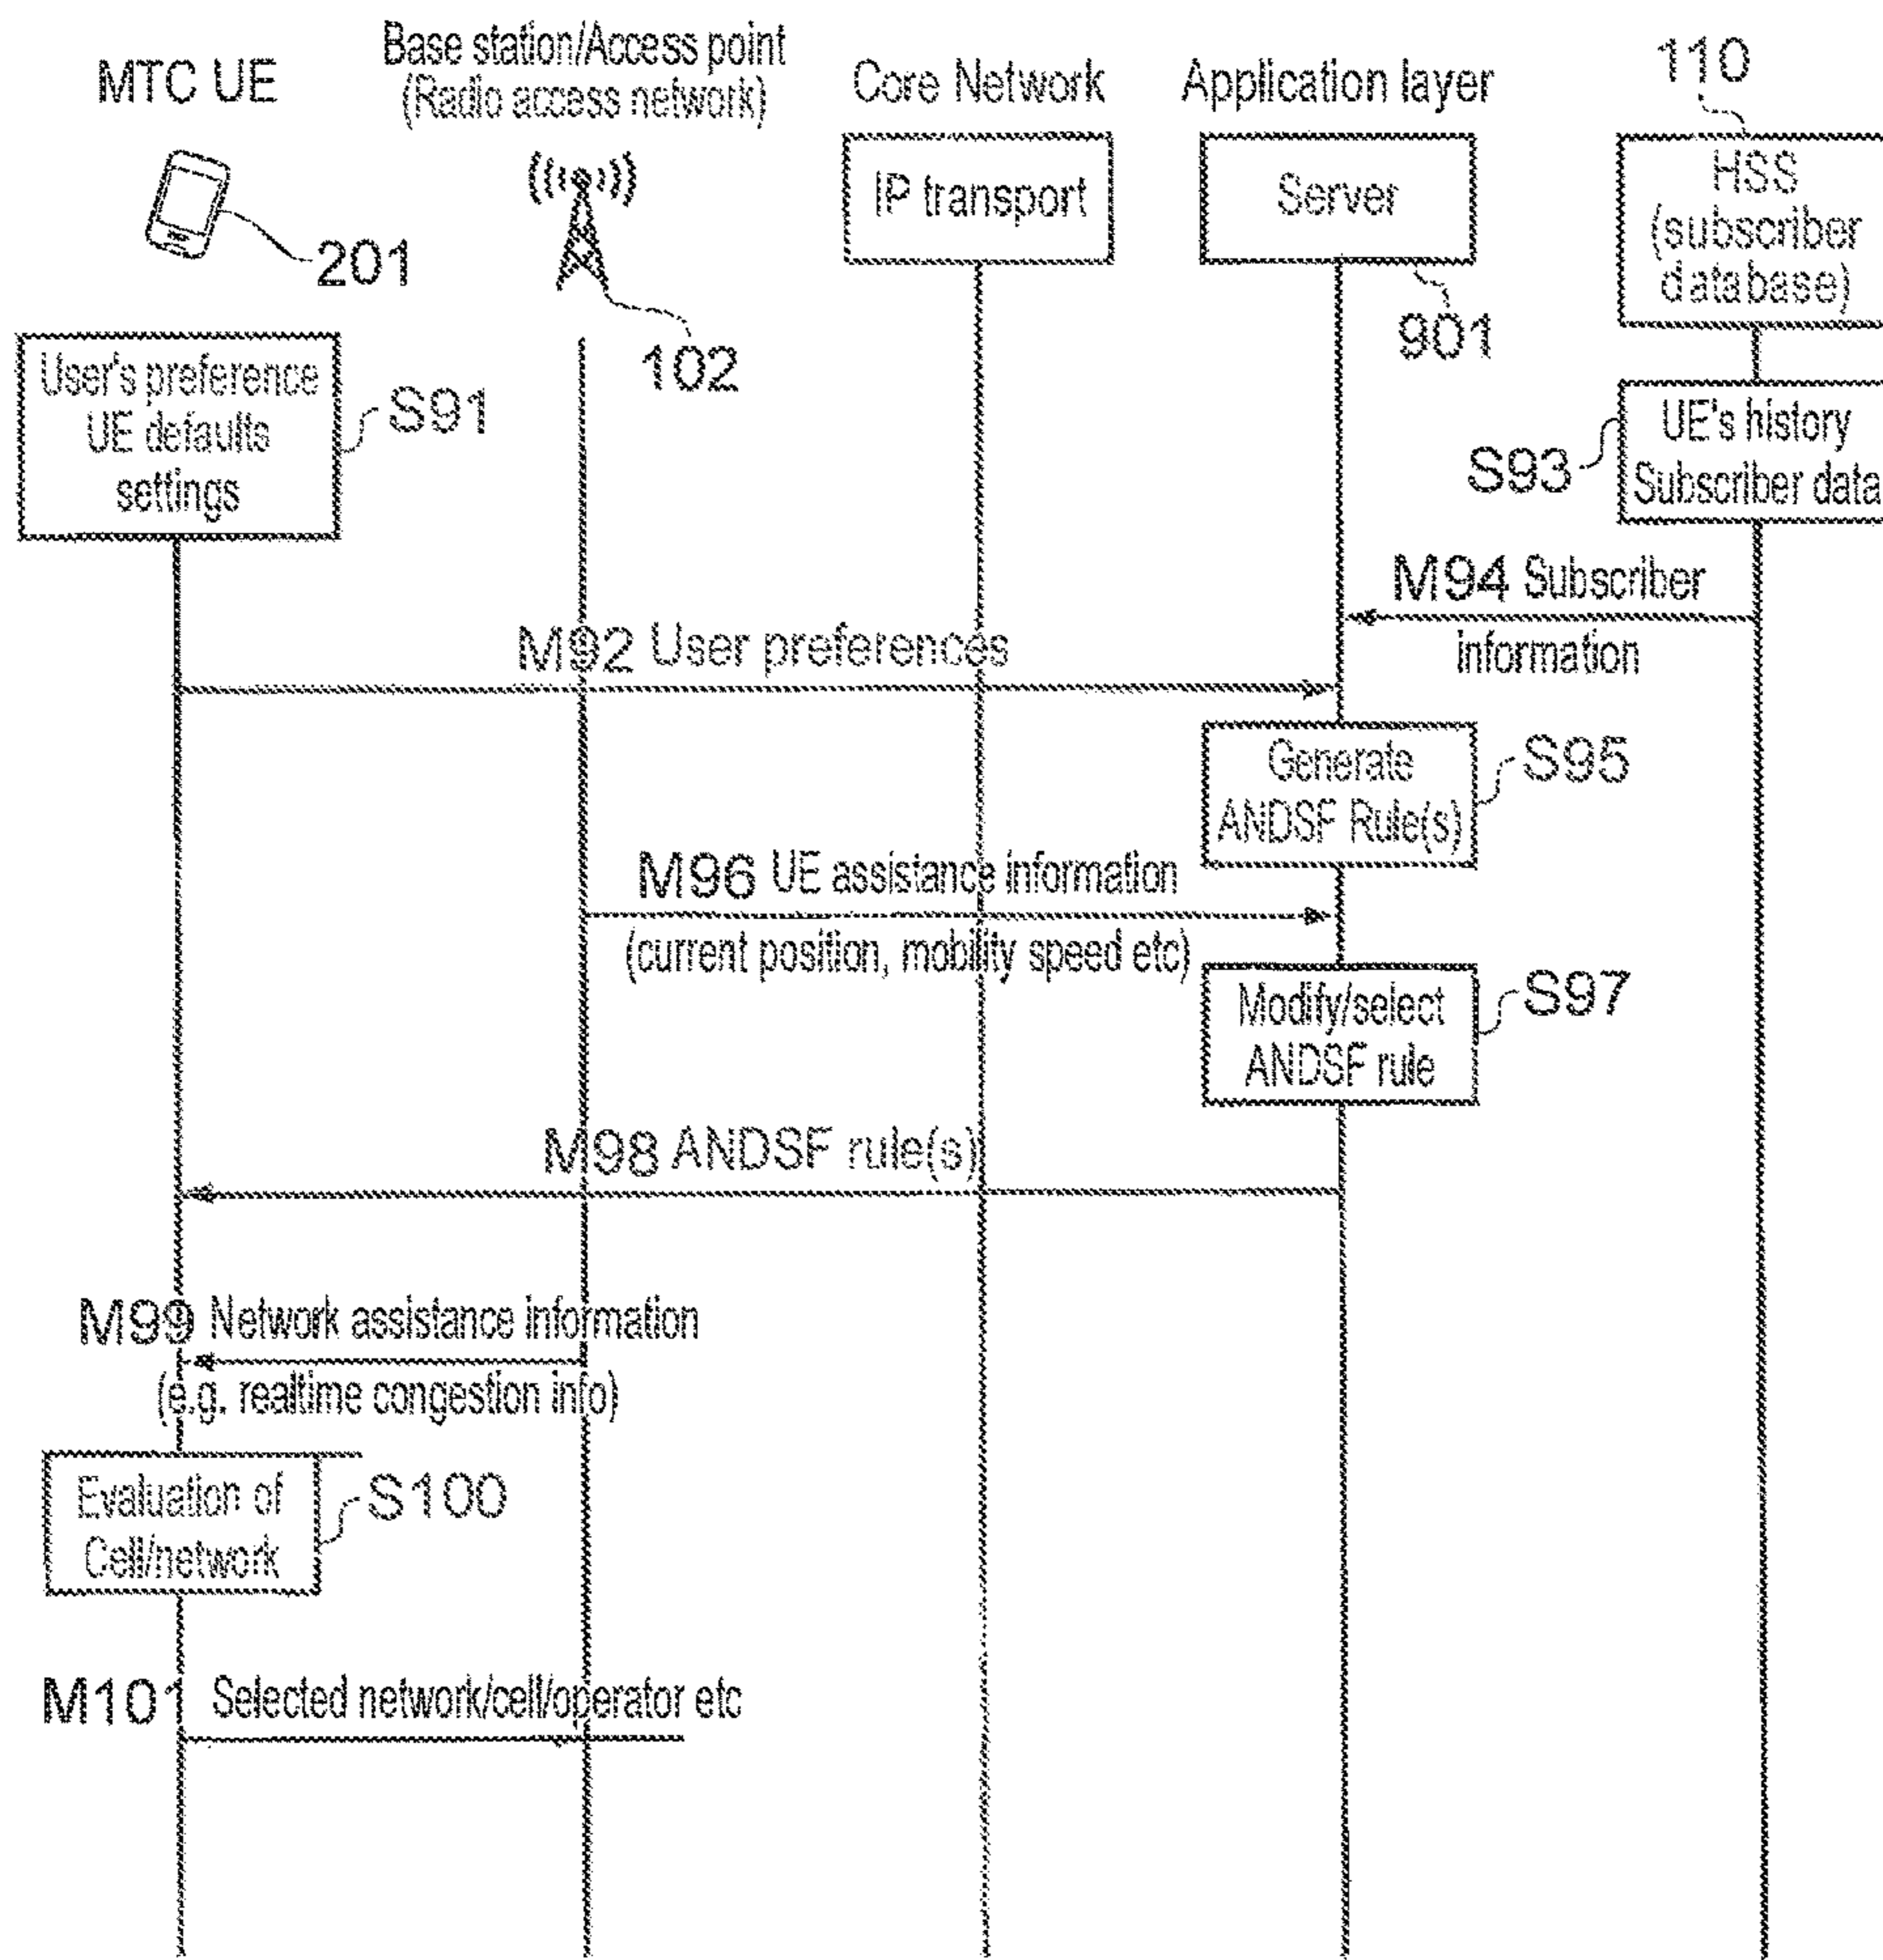 MTC UE
Base station/Access point
(Radio access network)
Core Network
Application layer
110
IP transport
Server
HSS
(subscriber
database)
201
102
901
User's preference
UE defaults
settings
S91
UE's history
Subscriber data
S93
M94 Subscriber
information
M92 User preferences
Generate
ANDSF Rule(s)
S95
M96 UE assistance information
(current position, mobility speed etc)
Modify/select
ANDSF rule
S97
M98 ANDSF rule(s)
M99 Network assistance information
(e.g. realtime congestion info)
Evaluation of
Cell/network
S100
M101 Selected network/cell/operator etc